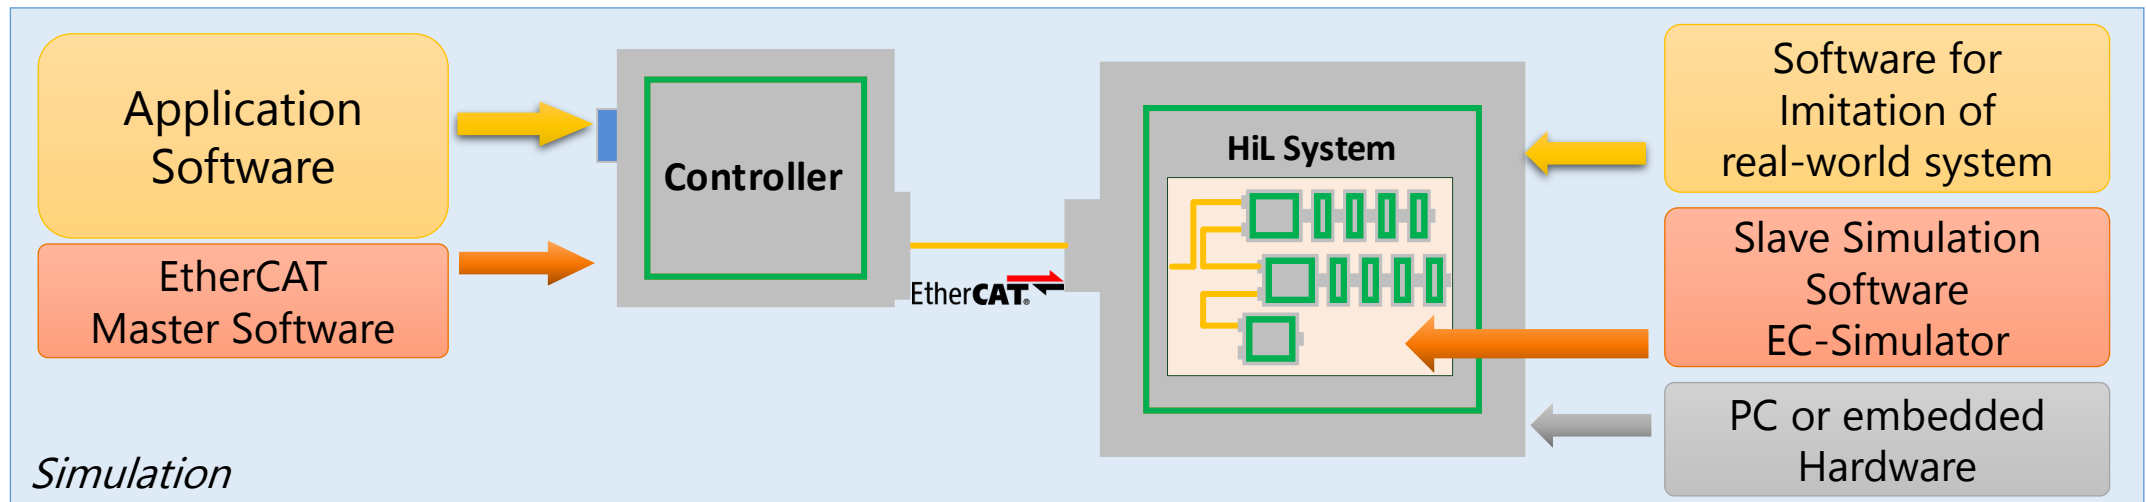 Application
Software
EtherCAT
Master Software
Controller
EtherCAT®
HiL System
Software for
Imitation of
real-world system
Slave Simulation
Software
EC-Simulator
PC or embedded
Hardware
Simulation